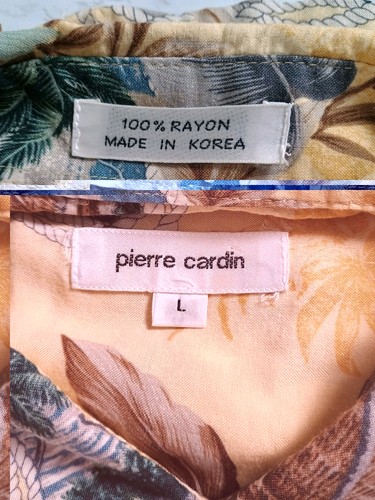 100% RAYON
MADE IN KOREA
pierre cardin
L